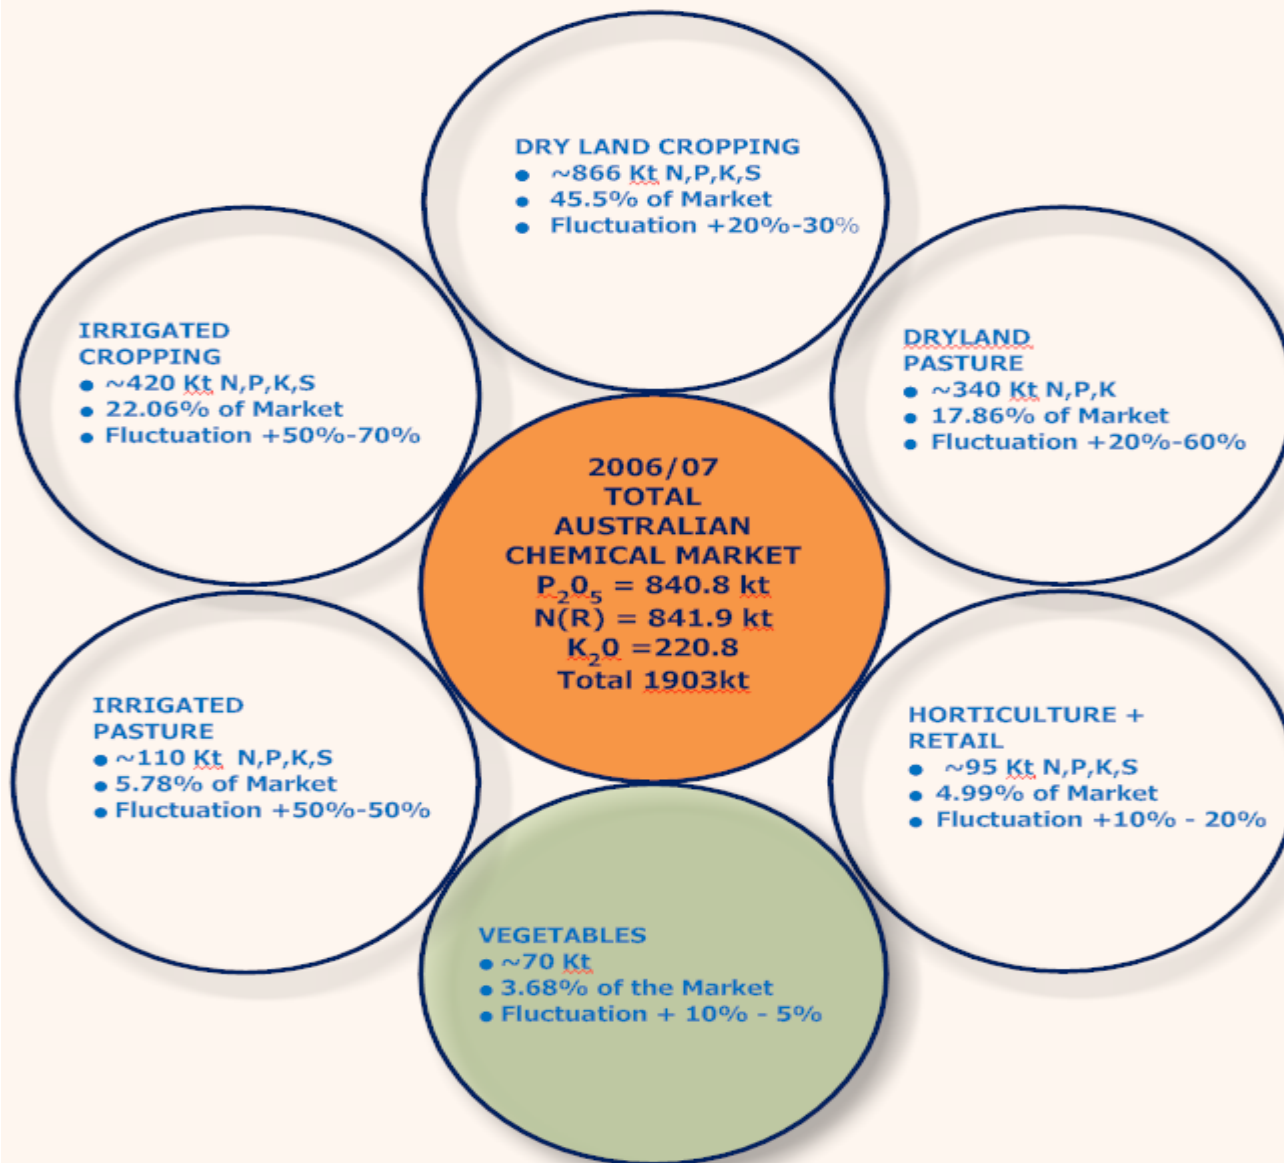 DRY LAND CROPPING
● ~866 Kt N,P,K,S
● 45.5% of Market
● Fluctuation +20%-30%
IRRIGATED
CROPPING
● ~420 Kt N,P,K,S
● 22.06% of Market
● Fluctuation +50%-70%
DRYLAND
PASTURE
● ~340 Kt N,P,K
● 17.86% of Market
● Fluctuation +20%-60%
2006/07
TOTAL
AUSTRALIAN
CHEMICAL MARKET
P₂0₅ = 840.8 kt
N(R) = 841.9 kt
K₂0 =220.8
Total 1903kt
IRRIGATED
PASTURE
● ~110 Kt N,P,K,S
● 5.78% of Market
● Fluctuation +50%-50%
HORTICULTURE +
RETAIL
● ~95 Kt N,P,K,S
● 4.99% of Market
● Fluctuation +10% - 20%
VEGETABLES
● ~70 Kt
● 3.68% of the Market
● Fluctuation + 10% - 5%